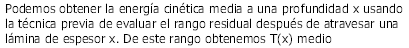 Podemos obtener la energía cinética media a una profundidad x usando
la técnica previa de evaluar el rango residual después de atravesar una
lámina de espesor x. De este rango obtenemos T(x) medio